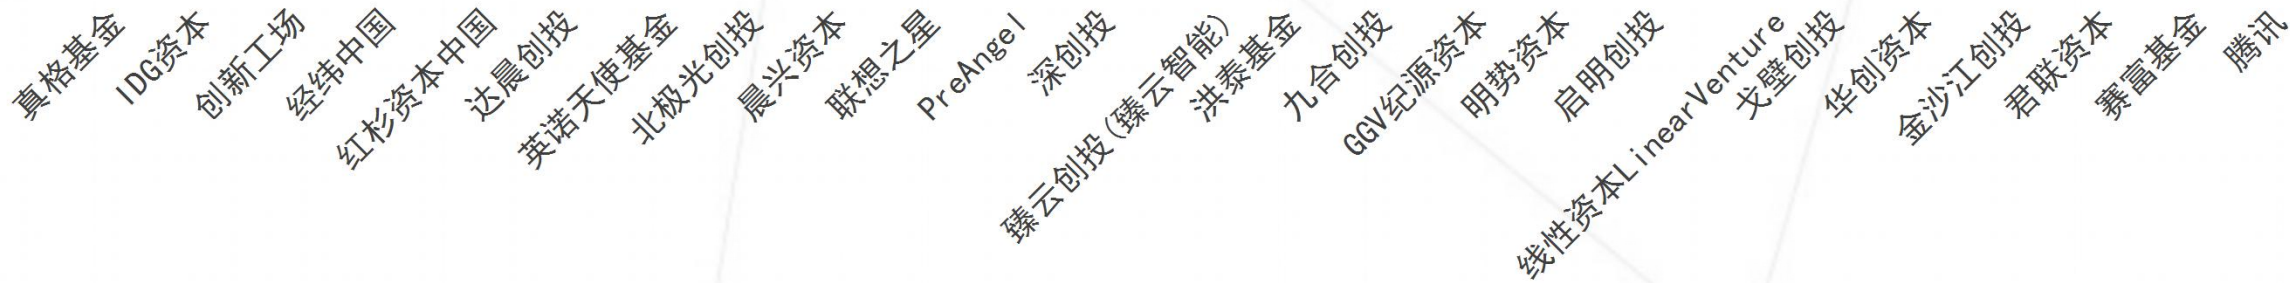 真格基金
IDG资本
创新工场
经纬中国
红杉资本中国
达晨创投
英诺天使基金
北极光创投
晨兴资本
联想之星
PreAngel
深创投
臻云创投(臻云智能)
洪泰基金
九合创投
GGV纪源资本
明势资本
启明创投
线性资本LinearVenture
戈壁创投
华创资本
金沙江创投
君联资本
赛富基金
腾讯